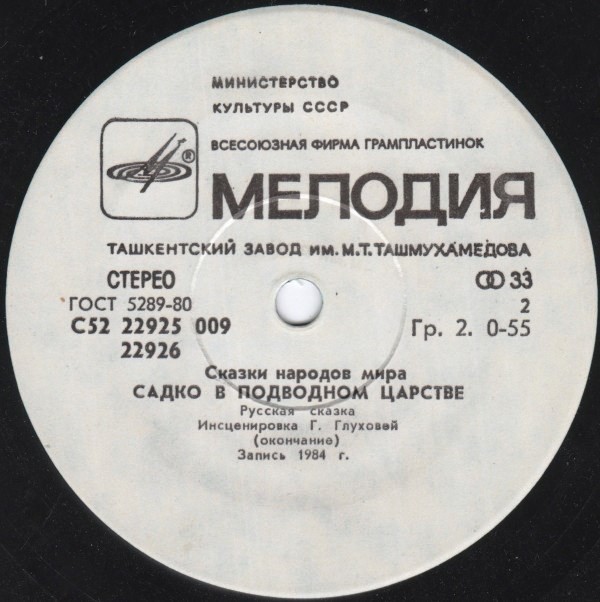 МИНИСТЕРСТВО
КУЛЬТУРЫ СССР
ВСЕСОЮЗНАЯ ФИРМА ГРАМПЛАСТИНОК
®
МЕЛОДИЯ
ТАШКЕНТСКИЙ ЗАВОД ИМ. М.Т. ТАШМУХАМЕДОВА
СТЕРЕО 33
ГОСТ 5289-80 2
С52 22925 009 Гр. 2. 0-55
22926
Сказки народов мира
САДКО В ПОДВОДНОМ ЦАРСТВЕ
Русская сказка
Инсценировка Г. Глуховей
(окончание)
Запись 1984 г.